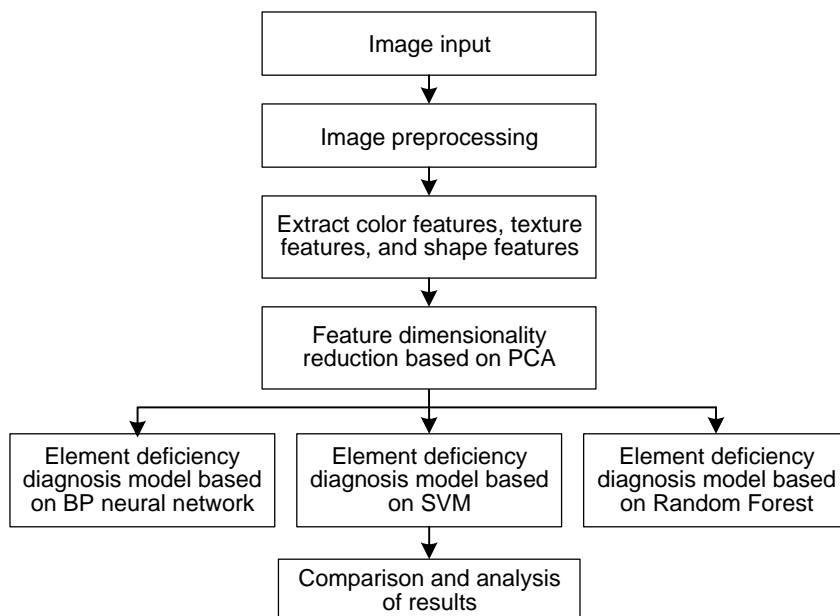 Image input
Image preprocessing
Extract color features, texture
features, and shape features
Feature dimensionality
reduction based on PCA
Element deficiency
diagnosis model based
on BP neural network
Element deficiency
diagnosis model based
on SVM
Element deficiency
diagnosis model based
on Random Forest
Comparison and analysis
of results